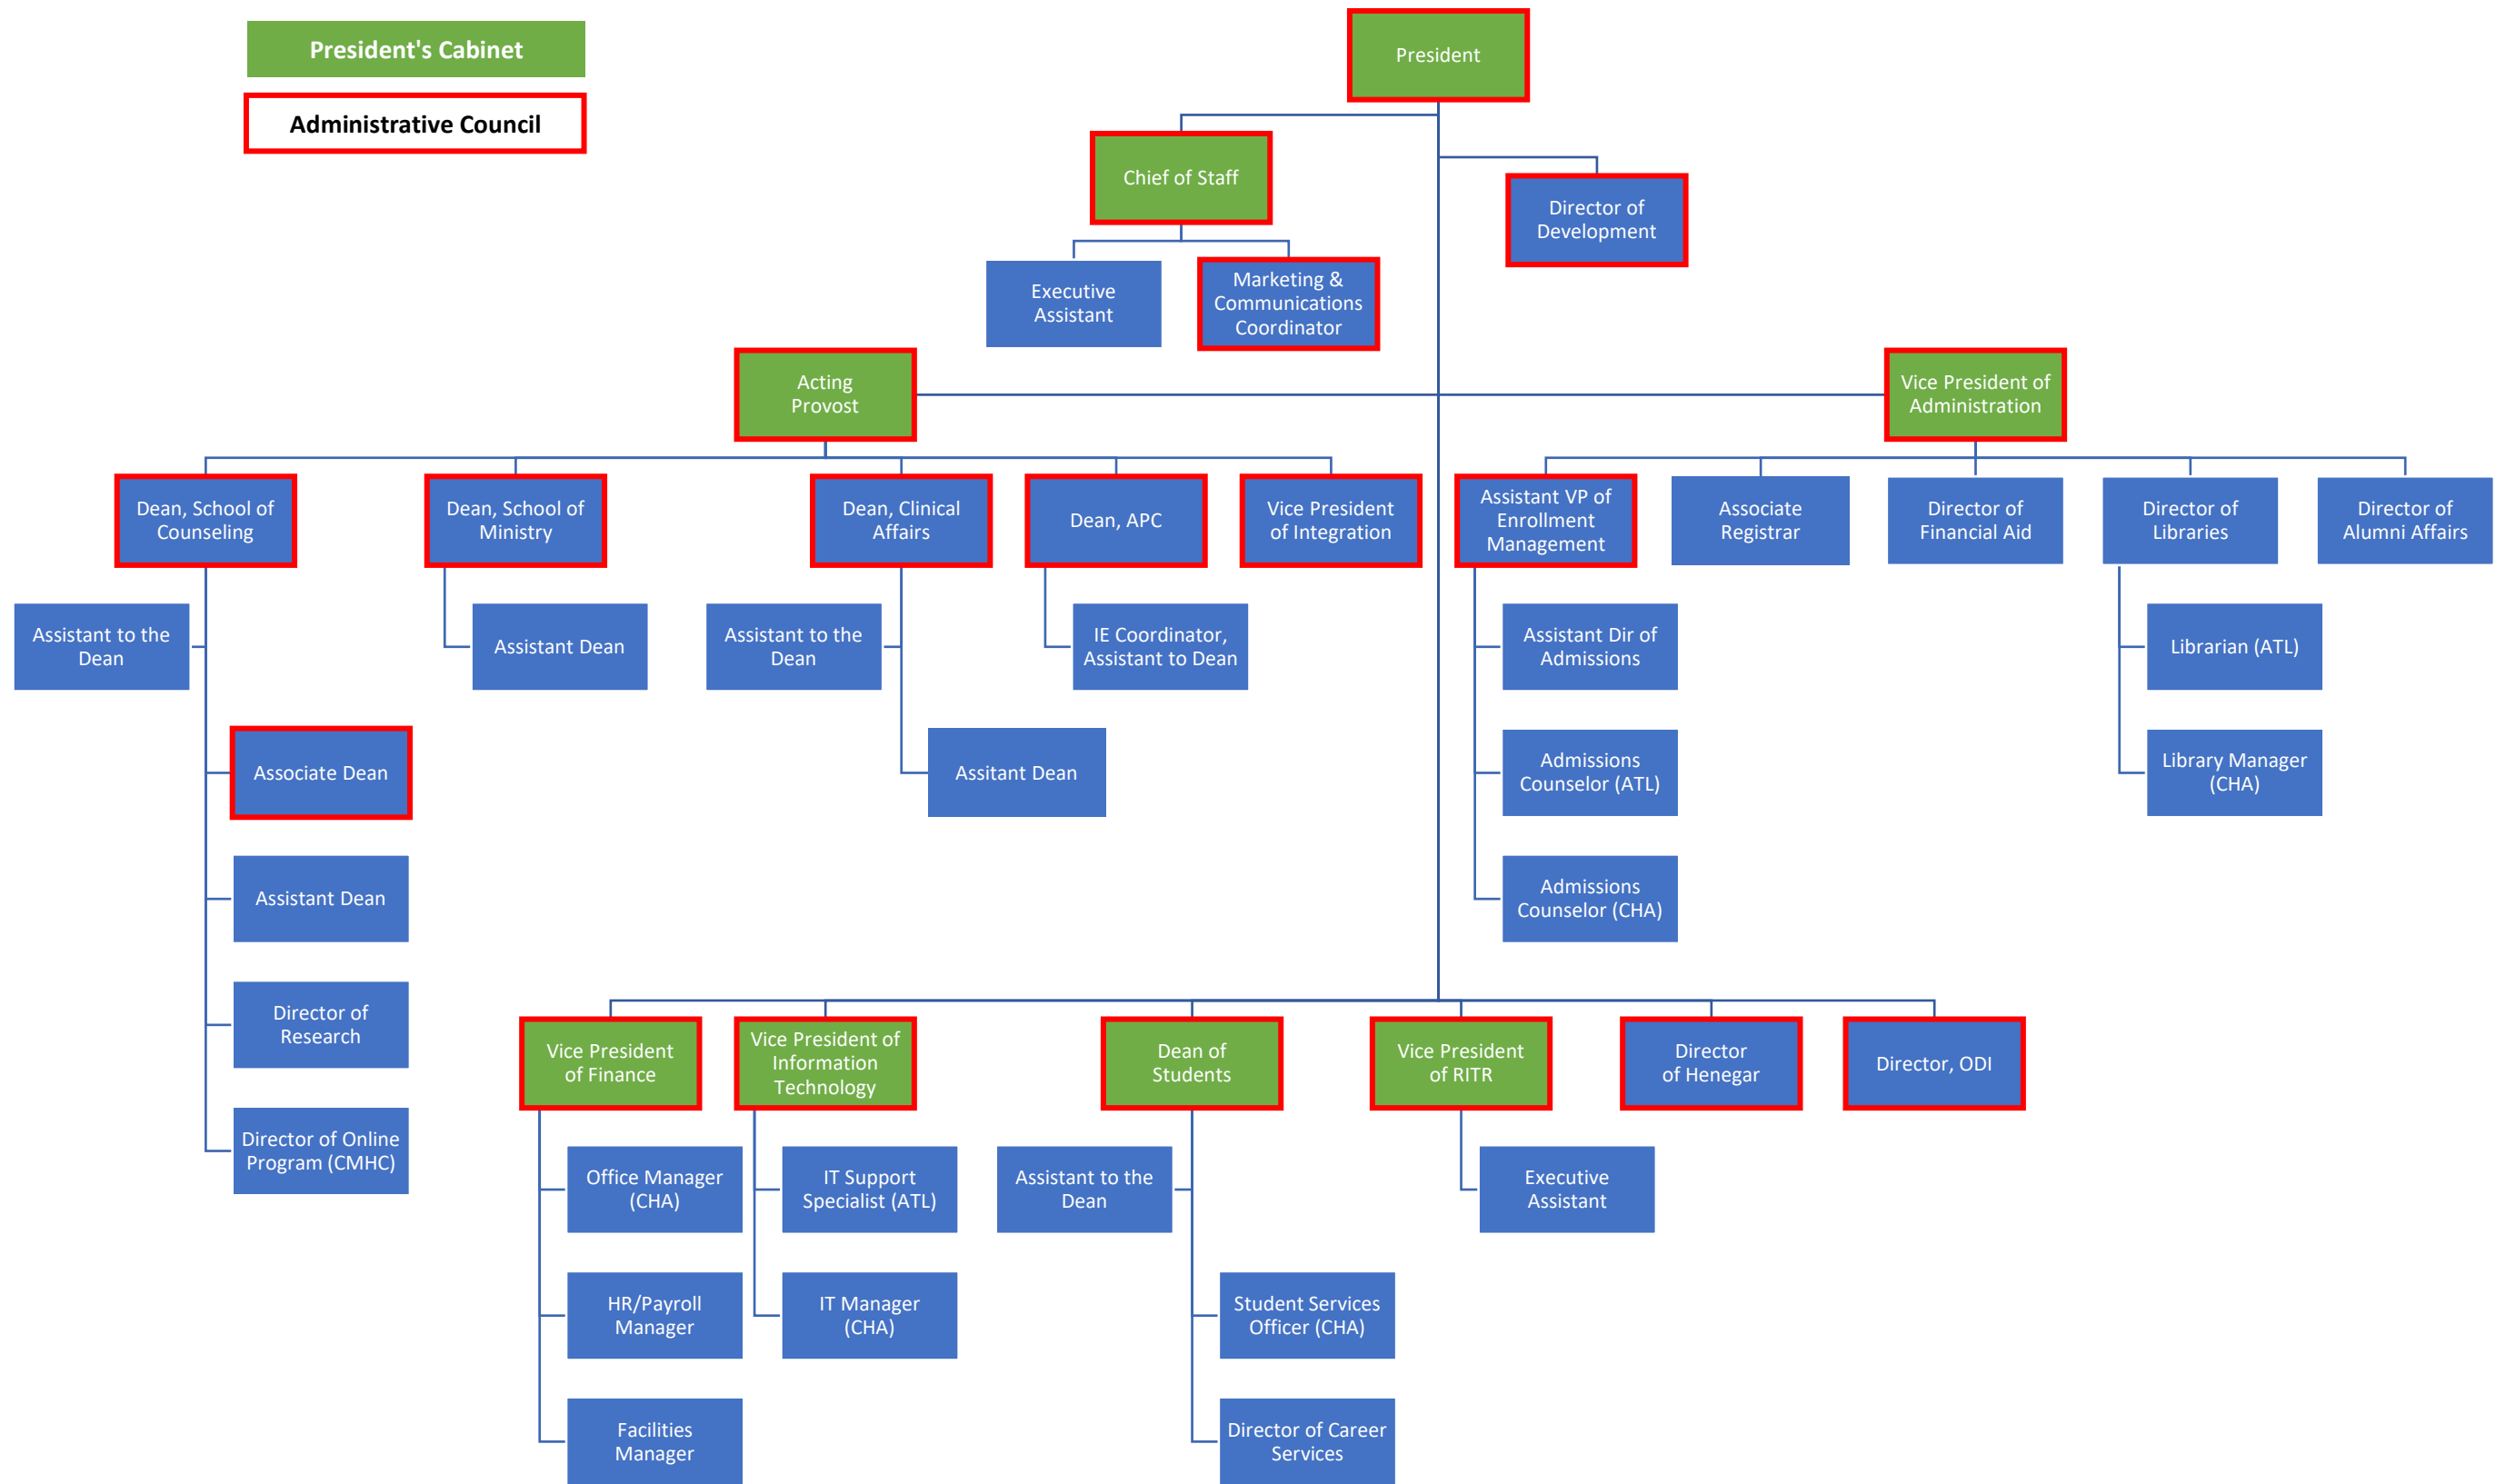 President's Cabinet
Administrative Council
President
Chief of Staff
Director of
Development
Executive
Assistant
Marketing &
Communications
Coordinator
Acting
Provost
Vice President of
Administration
Dean, School of
Counseling
Dean, School of
Ministry
Dean, Clinical
Affairs
Dean, APC
Vice President
of Integration
Assistant VP of
Enrollment
Management
Associate
Registrar
Director of
Financial Aid
Director of
Libraries
Director of
Alumni Affairs
Assistant to the
Dean
Assistant Dean
Assistant to the
Dean
IE Coordinator,
Assistant to Dean
Assistant Dir of
Admissions
Librarian (ATL)
Associate Dean
Assitant Dean
Admissions
Counselor (ATL)
Library Manager
(CHA)
Assistant Dean
Admissions
Counselor (CHA)
Director of
Research
Director of Online
Program (CMHC)
Vice President
of Finance
Vice President of
Information
Technology
Dean of
Students
Vice President
of RITR
Director
of Henegar
Director, ODI
Office Manager
(CHA)
IT Support
Specialist (ATL)
Assistant to the
Dean
Executive
Assistant
HR/Payroll
Manager
IT Manager
(CHA)
Student Services
Officer (CHA)
Facilities
Manager
Director of Career
Services